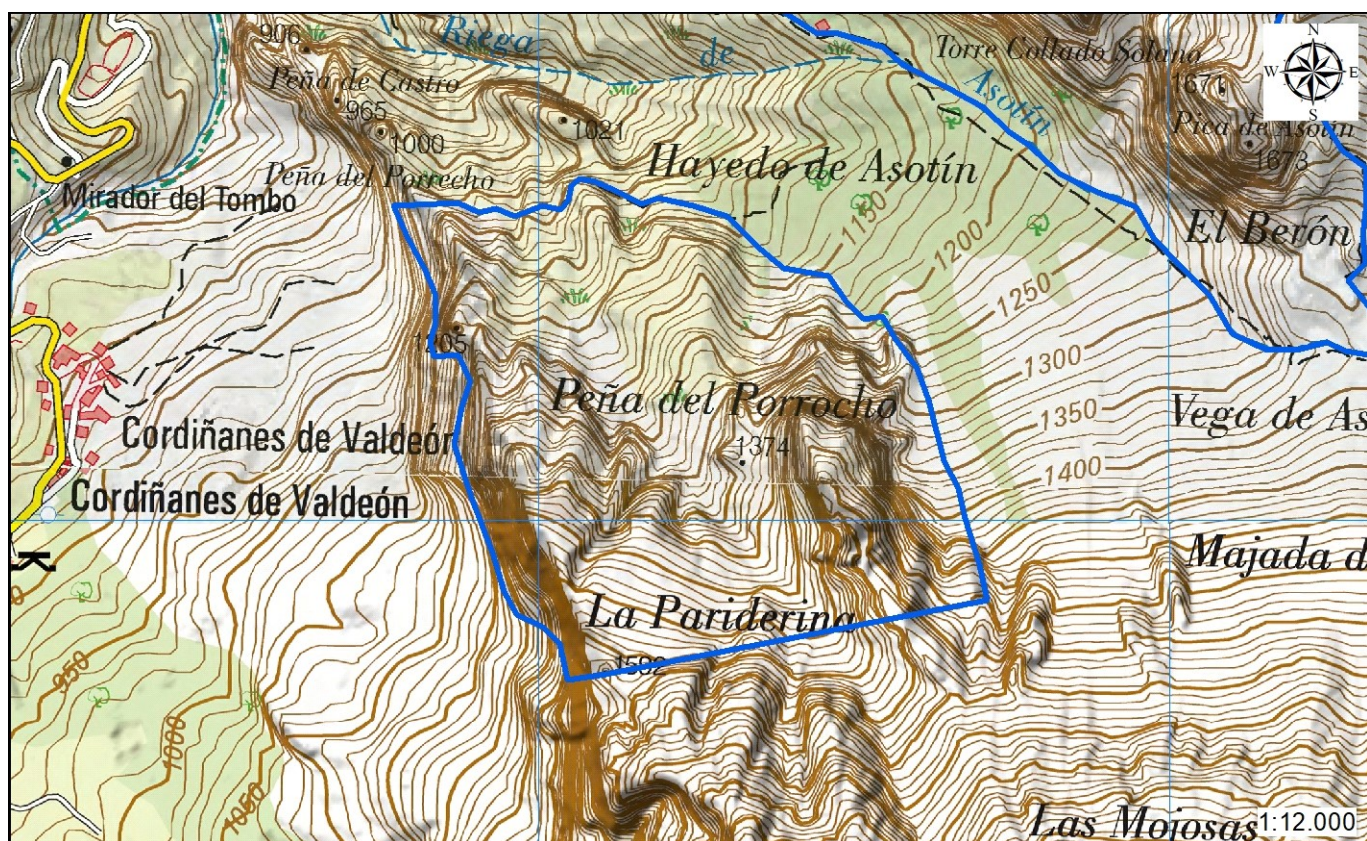 906
Riega
de
Asotín
Torre Collado Solano
N
W
E
S
Peña de Castro
1671
965
1000
1021
Pica de Asotín
1673
Hayedo de Asotín
Peña del Porrecho
Mirador del Tombo
1150
1200
El Berón
1250
1300
1205
Peña del Porrocho
1350
Vega de As
Cordiñanes de Valdeón
1374
1400
Cordiñanes de Valdeón
K
Majada d
La Pariderina
950
1000
1050
Las Mojosas
1:12.000